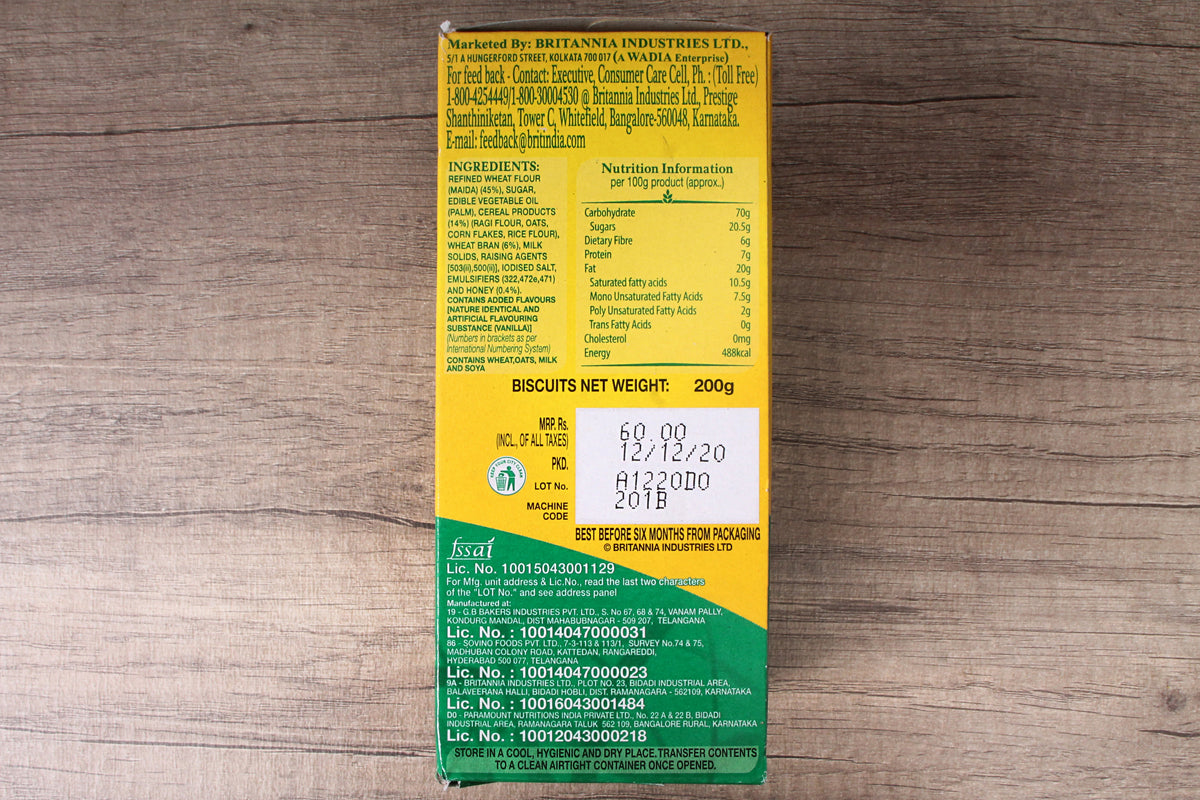 Marketed By: BRITANNIA INDUSTRIES LTD.,
5/1 A HUNGERFORD STREET, KOLKATA 700 017 (A WADIA Enterprise)
For feed back - Contact: Executive, Consumer Care Cell, Ph. : (Toll Free)
1-800-4254449/1-800-30004530 @ Britannia Industries Ltd., Prestige
Shanthiniketan, Tower C, Whitefield, Bangalore-560048, Karnataka.
E-mail: feedback@britindia.com
INGREDIENTS:
REFINED WHEAT FLOUR
(MAIDA) (45%), SUGAR,
EDIBLE VEGETABLE OIL
(PALM), CEREAL PRODUCTS
(14%) (RAGI FLOUR, OATS,
CORN FLAKES, RICE FLOUR),
WHEAT BRAN (6%), MILK
SOLIDS, RAISING AGENTS
[503(ii),500(ii)], IODISED SALT,
EMULSIFIERS (322,472e,471)
AND HONEY (0.4%).
CONTAINS ADDED FLAVOURS
[NATURE IDENTICAL AND
ARTIFICIAL FLAVOURING
SUBSTANCE (VANILLA)]
(Numbers in brackets as per
International Numbering System)
CONTAINS WHEAT,OATS, MILK
AND SOYA
Nutrition Information
per 100g product (approx..)
Carbohydrate 70g
Sugars 20.5g
Dietary Fibre 6g
Protein 7g
Fat 20g
Saturated fatty acids 10.5g
Mono Unsaturated Fatty Acids 7.5g
Poly Unsaturated Fatty Acids 2g
Trans Fatty Acids 0g
Cholesterol 0mg
Energy 488kcal
BISCUITS NET WEIGHT: 200g
MRP. Rs. 60.00
(INCL., OF ALL TAXES)
PKD. 12/12/20
KEEP YOUR CITY CLEAN
LOT No. A1220D0
MACHINE 201B
CODE
BEST BEFORE SIX MONTHS FROM PACKAGING
© BRITANNIA INDUSTRIES LTD
fssai
Lic. No. 10015043001129
For Mfg. unit address & Lic.No., read the last two characters
of the "LOT No." and see address panel
Manufactured at:
19 - G.B BAKERS INDUSTRIES PVT. LTD., S. No 67, 68 & 74, VANAM PALLY,
KONDURG MANDAL, DIST MAHABUBNAGAR - 509 207, TELANGANA
Lic. No. : 10014047000031
86 - SOVINO FOODS PVT. LTD., 7-3-113 & 113/1, SURVEY No.74 & 75,
MADHUBAN COLONY ROAD, KATTEDAN, RANGAREDDI,
HYDERABAD 500 077, TELANGANA
Lic. No. : 10014047000023
9A - BRITANNIA INDUSTRIES LTD., PLOT NO. 23, BIDADI INDUSTRIAL AREA,
BALAVEERANA HALLI, BIDADI HOBLI, DIST. RAMANAGARA - 562109, KARNATAKA
Lic. No. : 10016043001484
D0 - PARAMOUNT NUTRITIONS INDIA PRIVATE LTD., No. 22 A & 22 B, BIDADI
INDUSTRIAL AREA, RAMANAGARA TALUK 562 109, BANGALORE RURAL, KARNATAKA
Lic. No. : 10012043000218
STORE IN A COOL, HYGIENIC AND DRY PLACE. TRANSFER CONTENTS
TO A CLEAN AIRTIGHT CONTAINER ONCE OPENED.